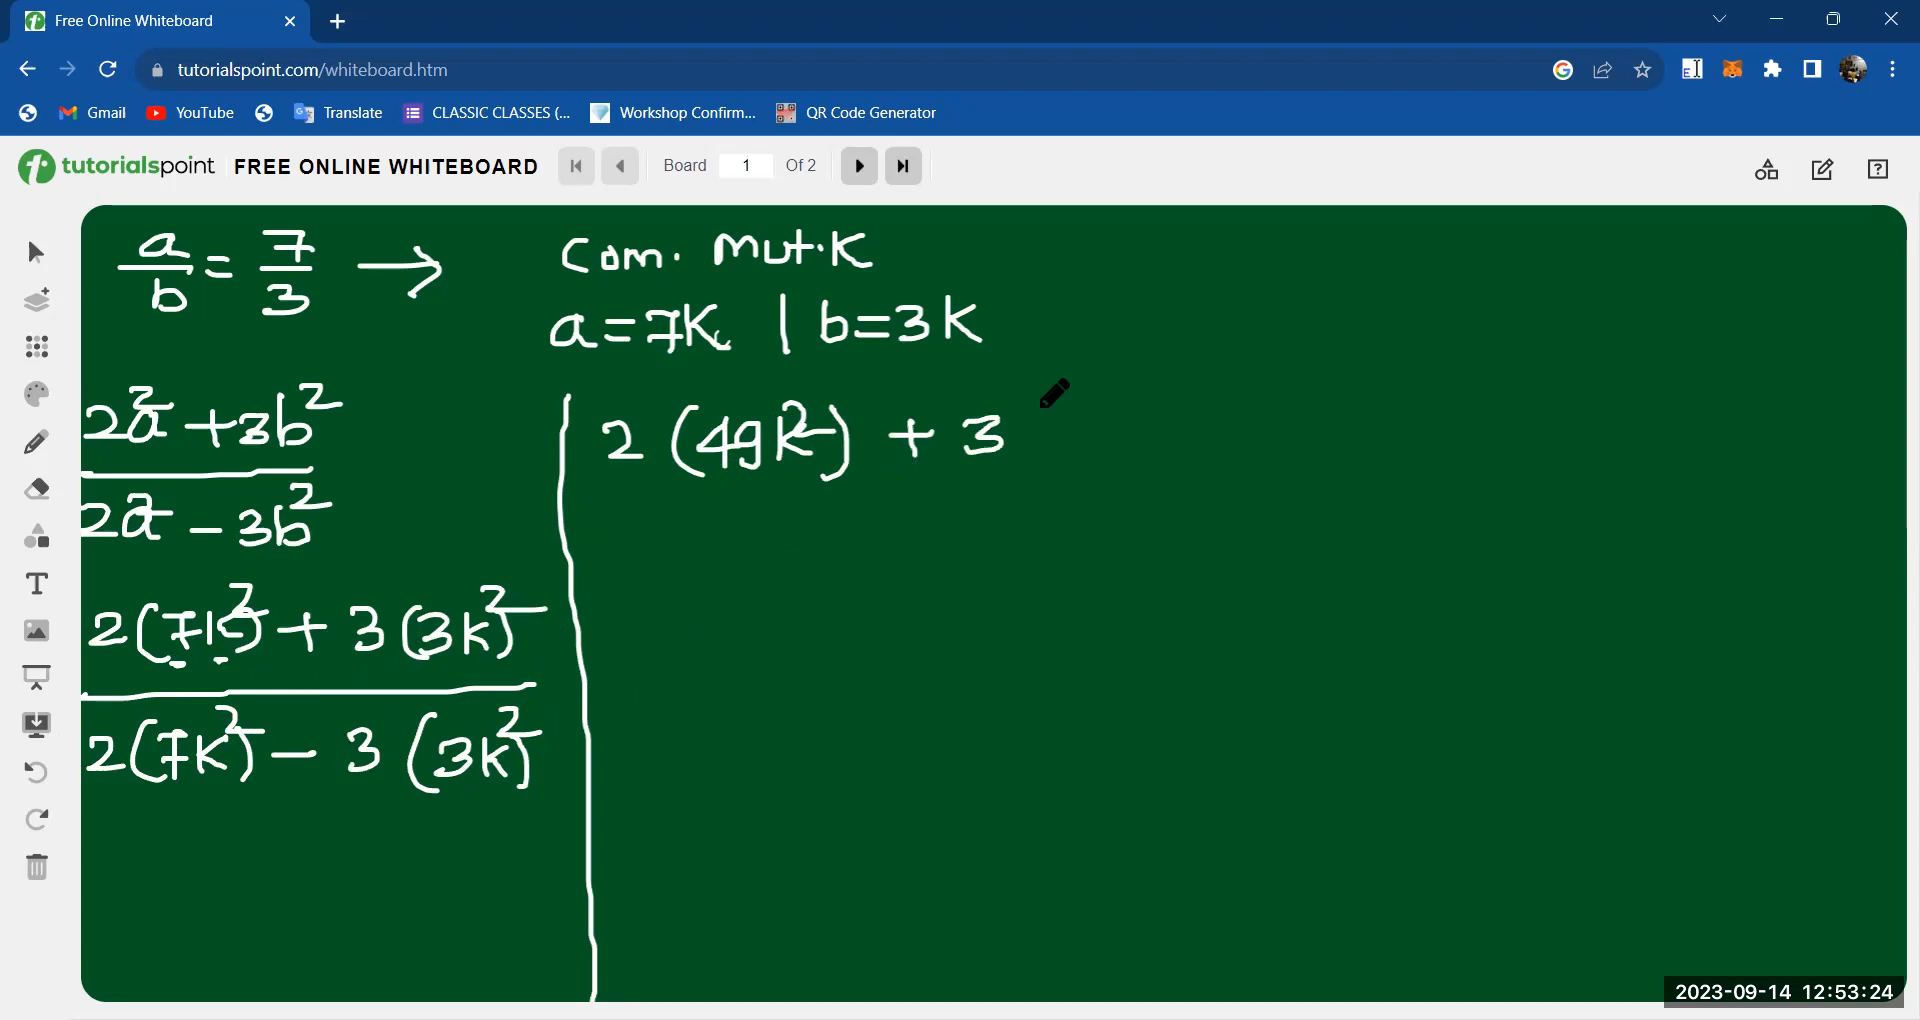 Free Online Whiteboard
tutorialspoint.com/whiteboard.htm
Gmail YouTube Translate CLASSIC CLASSES (... Workshop Confirm... QR Code Generator
tutorialspoint FREE ONLINE WHITEBOARD Board 1 Of 2
a/b = 7/3 → Com. Mut.K
a=7K | b=3K
2a²+3b²
2a²-3b²
2(7K)²+3(3K)²
2(7K)²-3(3K)²
2(49K²)+3
2023-09-14 12:53:24